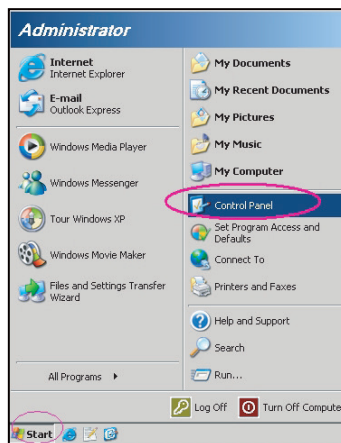 Administrator
Internet
Internet Explorer
E-mail
Outlook Express
Windows Media Player
Windows Messenger
Tour Windows XP
Windows Movie Maker
Files and Settings Transfer
Wizard
All Programs
My Documents
My Recent Documents
My Pictures
My Music
My Computer
Control Panel
Set Program Access and
Defaults
Connect To
Printers and Faxes
Help and Support
Search
Run...
Log Off
Turn Off Compute
Start